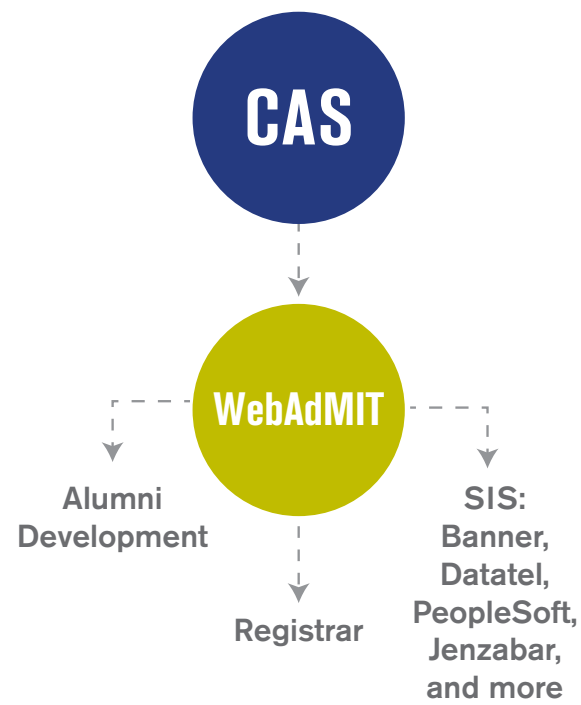 CAS
WebAdMIT
Alumni
Development
Registrar
SIS:
Banner,
Datatel,
PeopleSoft,
Jenzabar,
and more